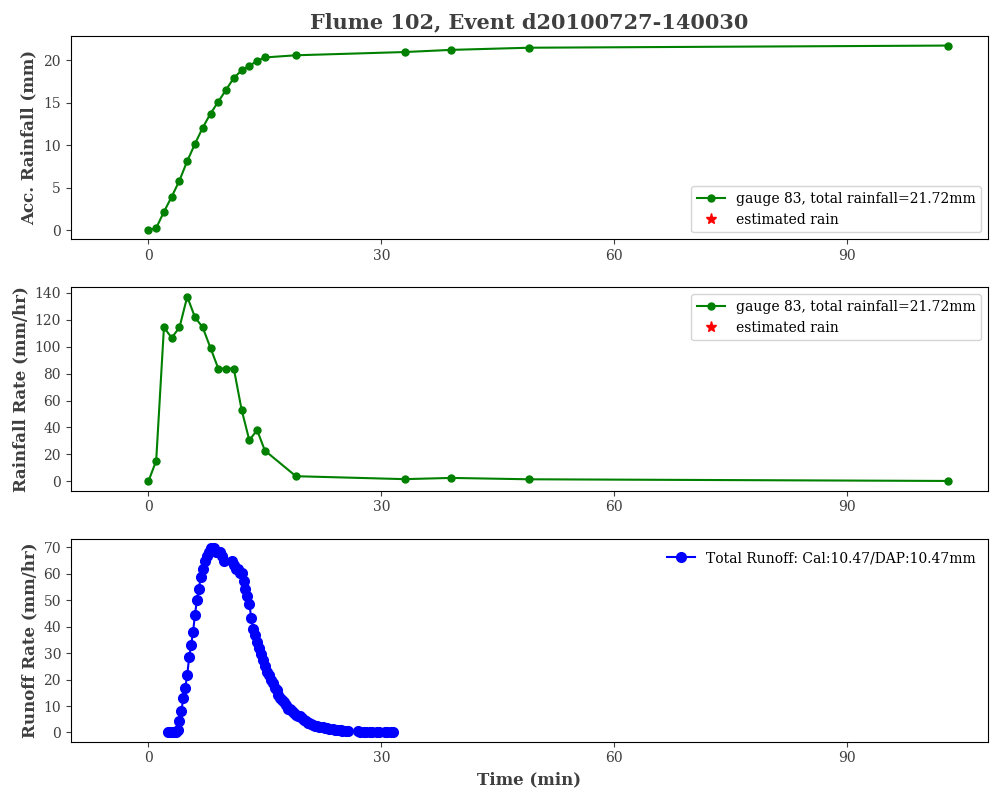 Flume 102, Event d20100727-140030
Acc. Rainfall (mm)
20
15
10
5
0
gauge 83, total rainfall=21.72mm
estimated rain
0 30 60 90
Rainfall Rate (mm/hr)
140
120
100
80
60
40
20
0
gauge 83, total rainfall=21.72mm
estimated rain
0 30 60 90
Runoff Rate (mm/hr)
70
60
50
40
30
20
10
0
Total Runoff: Cal:10.47/DAP:10.47mm
0 30 60 90
Time (min)